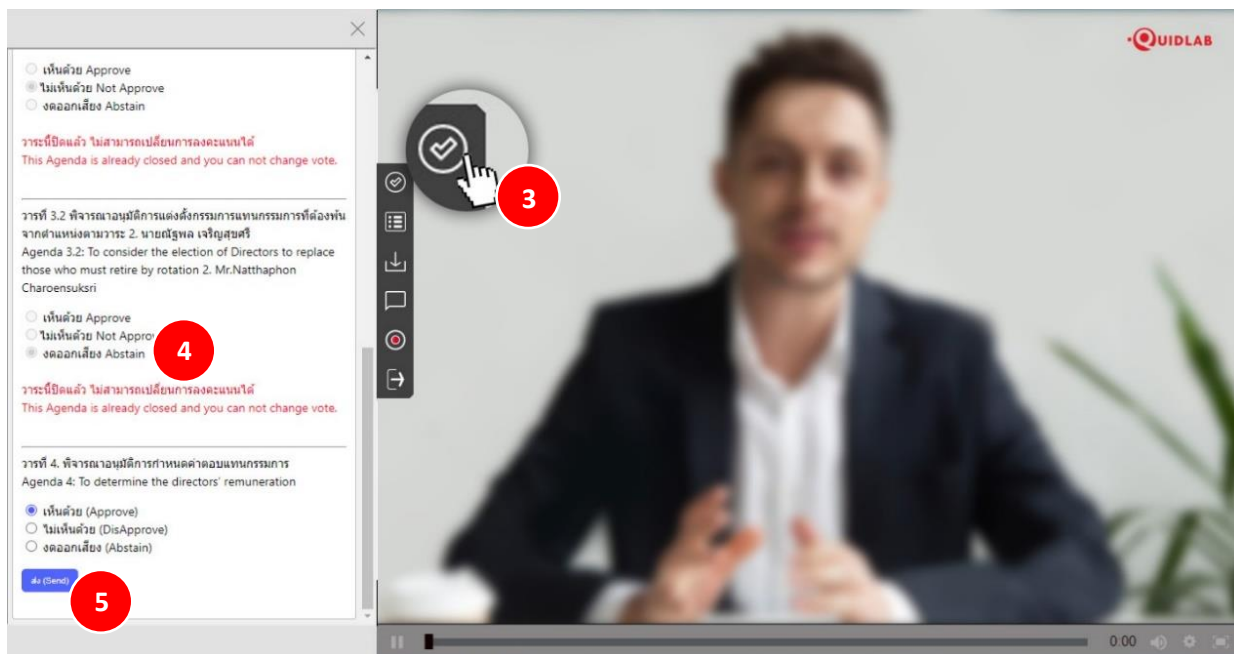 เห็นด้วย Approve
ไม่เห็นด้วย Not Approve
งดออกเสียง Abstain
วาระนี้ปิดแล้ว ไม่สามารถเปลี่ยนการลงคะแนนได้
This Agenda is already closed and you can not change vote.
วารที่ 3.2 พิจารณาอนุมัติการแต่งตั้งกรรมการแทนกรรมการที่ต้องพ้น
จากตำแหน่งตามวาระ 2. นายณัฐพล เจริญสุขศรี
Agenda 3.2: To consider the election of Directors to replace
those who must retire by rotation 2. Mr.Natthaphon
Charoensuksri
เห็นด้วย Approve
ไม่เห็นด้วย Not Approv
งดออกเสียง Abstain
4
วาระนี้ปิดแล้ว ไม่สามารถเปลี่ยนการลงคะแนนได้
This Agenda is already closed and you can not change vote.
วารที่ 4. พิจารณาอนุมัติการกำหนดค่าตอบแทนกรรมการ
Agenda 4: To determine the directors' remuneration
เห็นด้วย (Approve)
ไม่เห็นด้วย (DisApprove)
งดออกเสียง (Abstain)
ส่ง (Send)
5
QUIDLAB
3
0:00